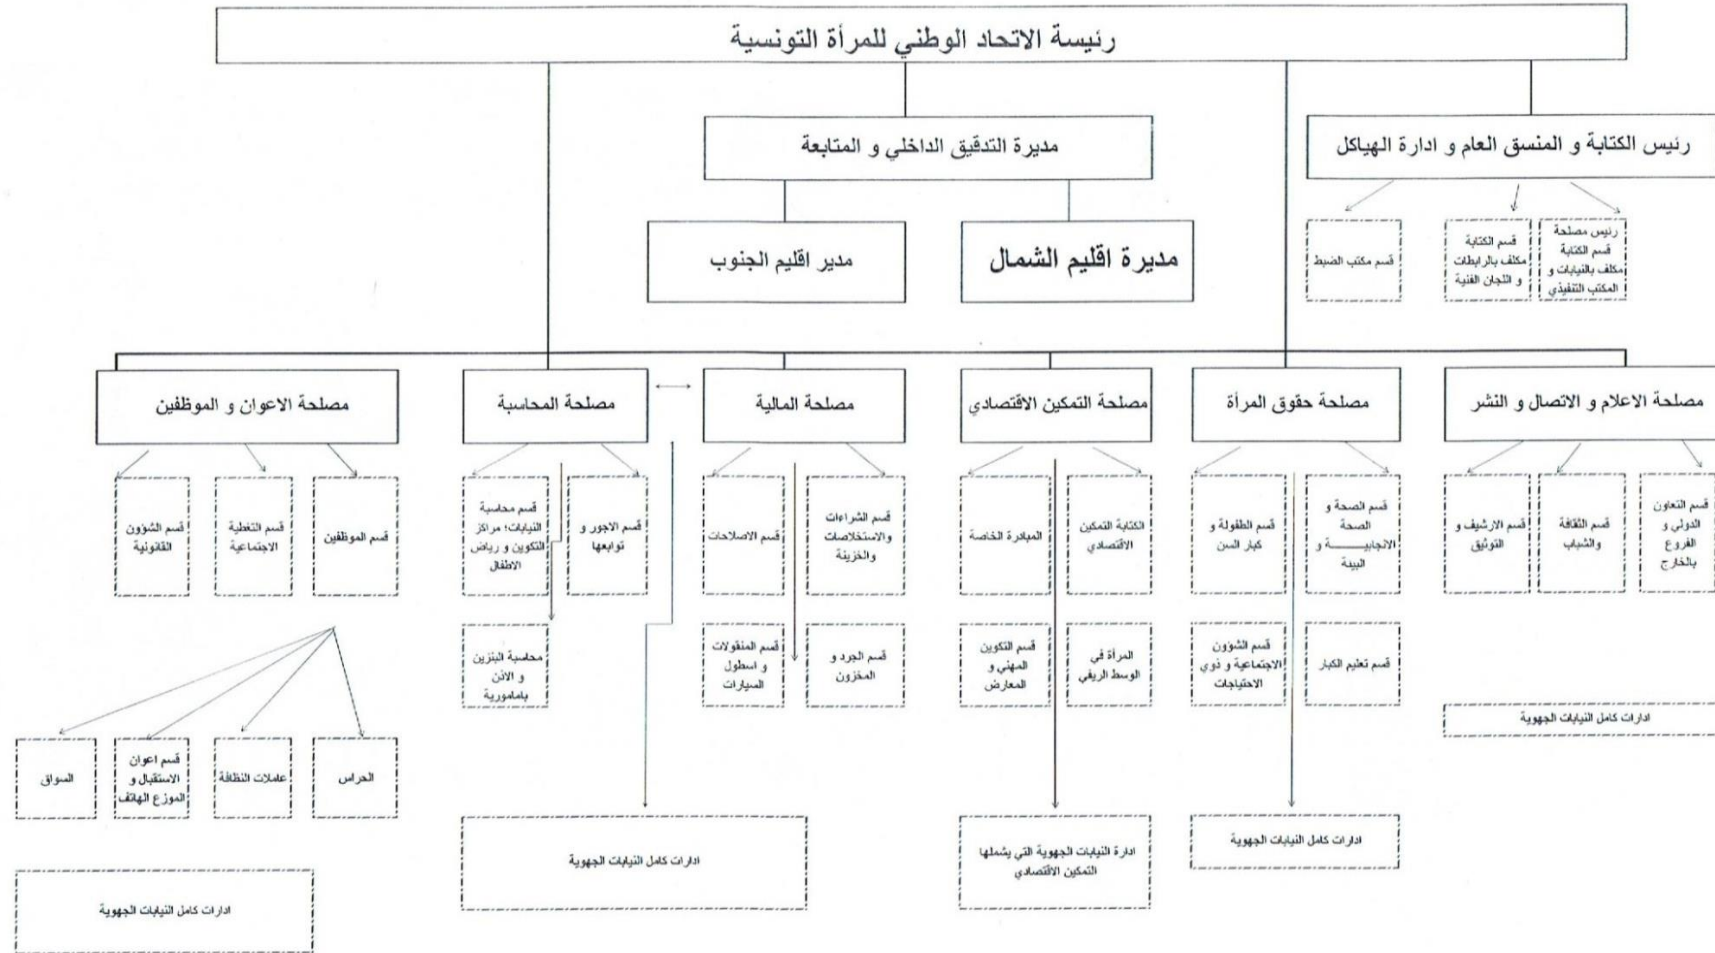 رئيسة الاتحاد الوطني للمرأة التونسية
رئيس الكتابة و المنسق العام و ادارة الهياكل
مديرة التدقيق الداخلي و المتابعة
رئيس مصلحة
قسم الكتابة
مكلف بالنيابات و
المكتب التنفيذي
قسم الكتابة
مكلف بالرابطات
و اللجان الفنية
قسم مكتب الضبط
مديرة اقليم الشمال
مدير اقليم الجنوب
مصلحة الاعلام و الاتصال و النشر
مصلحة حقوق المرأة
مصلحة التمكين الاقتصادي
مصلحة المالية
مصلحة المحاسبة
مصلحة الاعوان و الموظفين
قسم التعاون
الدولي و
الفروع
بالخارج
قسم الثقافة
والشباب
قسم الارشيف و
التوثيق
قسم الصحة و
الصحة
الانجابيـــــــة و
البيئة
قسم الطفولة و
كبار السن
الكتابة التمكين
الاقتصادي
المبادرة الخاصة
قسم الشراءات
والاستخلاصات
والخزينة
قسم الاصلاحات
قسم الاجور و
توابعها
قسم محاسبة
النيابات؛ مراكز
التكوين و رياض
الاطفال
قسم الموظفين
قسم التغطية
الاجتماعية
قسم الشؤون
القانونية
قسم تعليم الكبار
قسم الشؤون
الاجتماعية و ذوي
الاحتياجات
المرأة في
الوسط الريفي
قسم التكوين
المهني و
المعارض
قسم الجرد و
المخزون
قسم المنقولات
و اسطول
السيارات
محاسبة البنزين
و الاذن
بامامورية
ادارات كامل النيابات الجهوية
الحراس
عاملات النظافة
قسم اعوان
الاستقبال و
الموزع الهاتف
السواق
ادارات كامل النيابات الجهوية
ادارة النيابات الجهوية التي يشملها
التمكين الاقتصادي
ادارات كامل النيابات الجهوية
ادارات كامل النيابات الجهوية